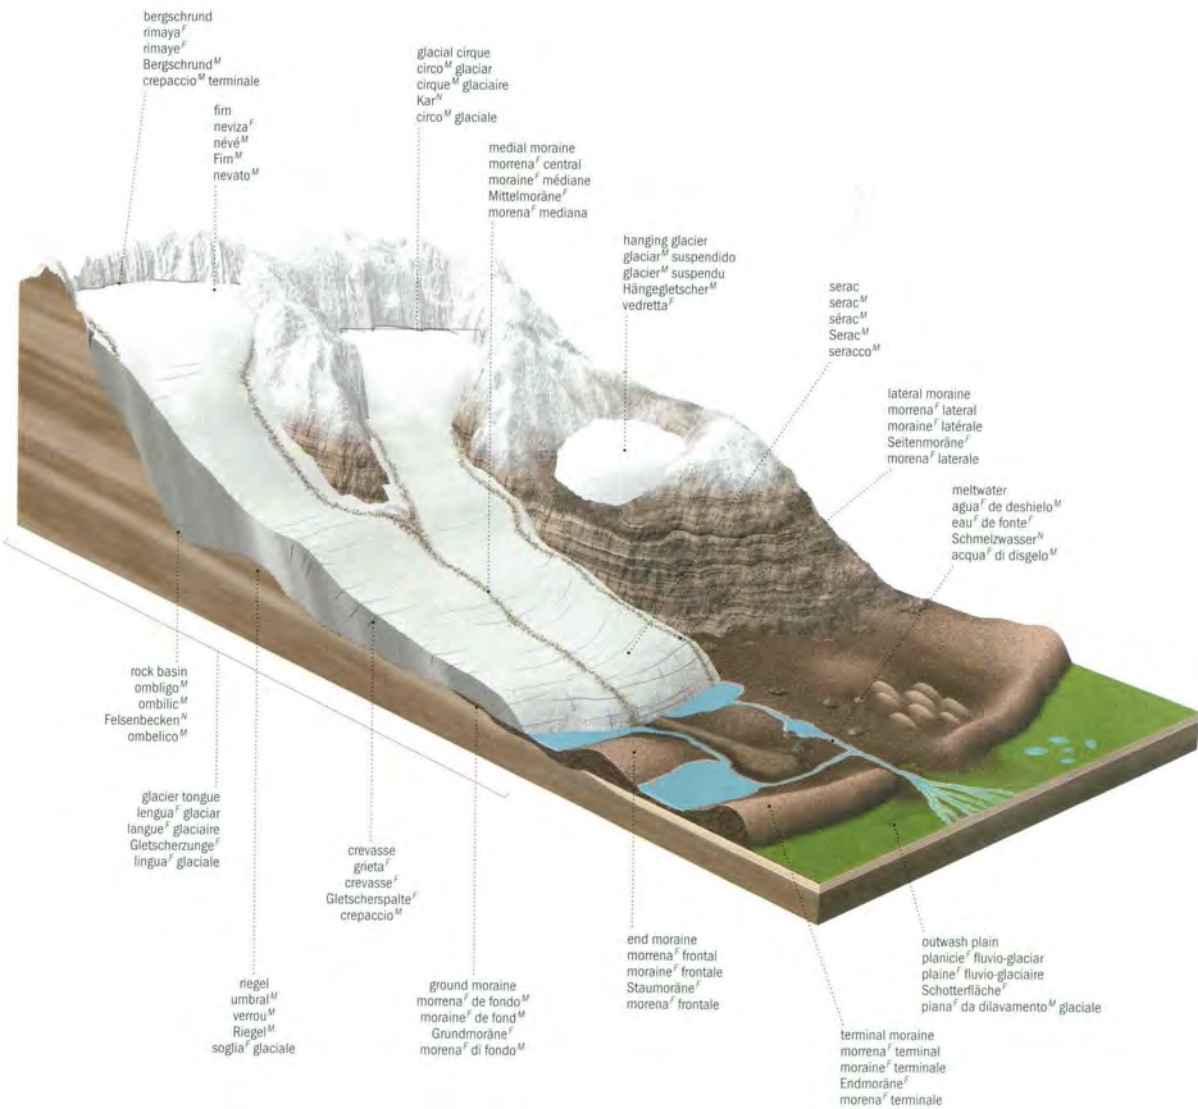 bergschrund
rimaya F
rimaye F
Bergschrund M
crepaccio M terminale
firn
neviza F
névé M
Firn M
nevato M
glacial cirque
circo M glaciar
cirque M glaciaire
Kar N
circo M glaciale
medial moraine
morrena F central
moraine F médiane
Mittelmoräne F
morena F mediana
hanging glacier
glaciar M suspendido
glacier M suspendu
Hängegletscher M
vedretta F
serac
serac M
sérac M
Serac M
seracco M
lateral moraine
morrena F lateral
moraine F latérale
Seitenmoräne F
morena F laterale
meltwater
agua F de deshielo M
eau F de fonte F
Schmelzwasser N
acqua F di disgelo M
rock basin
ombligo M
ombilic M
Felsenbecken N
ombelico M
glacier tongue
lengua F glaciar
langue F glaciaire
Gletscherzunge F
lingua F glaciale
crevasse
grieta F
crevasse F
Gletscherspalte F
crepaccio M
riegel
umbral M
verrou M
Riegel M
soglia F glaciale
ground moraine
morrena F de fondo M
moraine F de fond M
Grundmoräne F
morena F di fondo M
end moraine
morrena F frontal
moraine F frontale
Staumoräne F
morena F frontale
outwash plain
planicie F fluvio-glaciar
plaine F fluvio-glaciaire
Schotterfläche F
piana F da dilavamento M glaciale
terminal moraine
morrena F terminal
moraine F terminale
Endmoräne F
morena F terminale